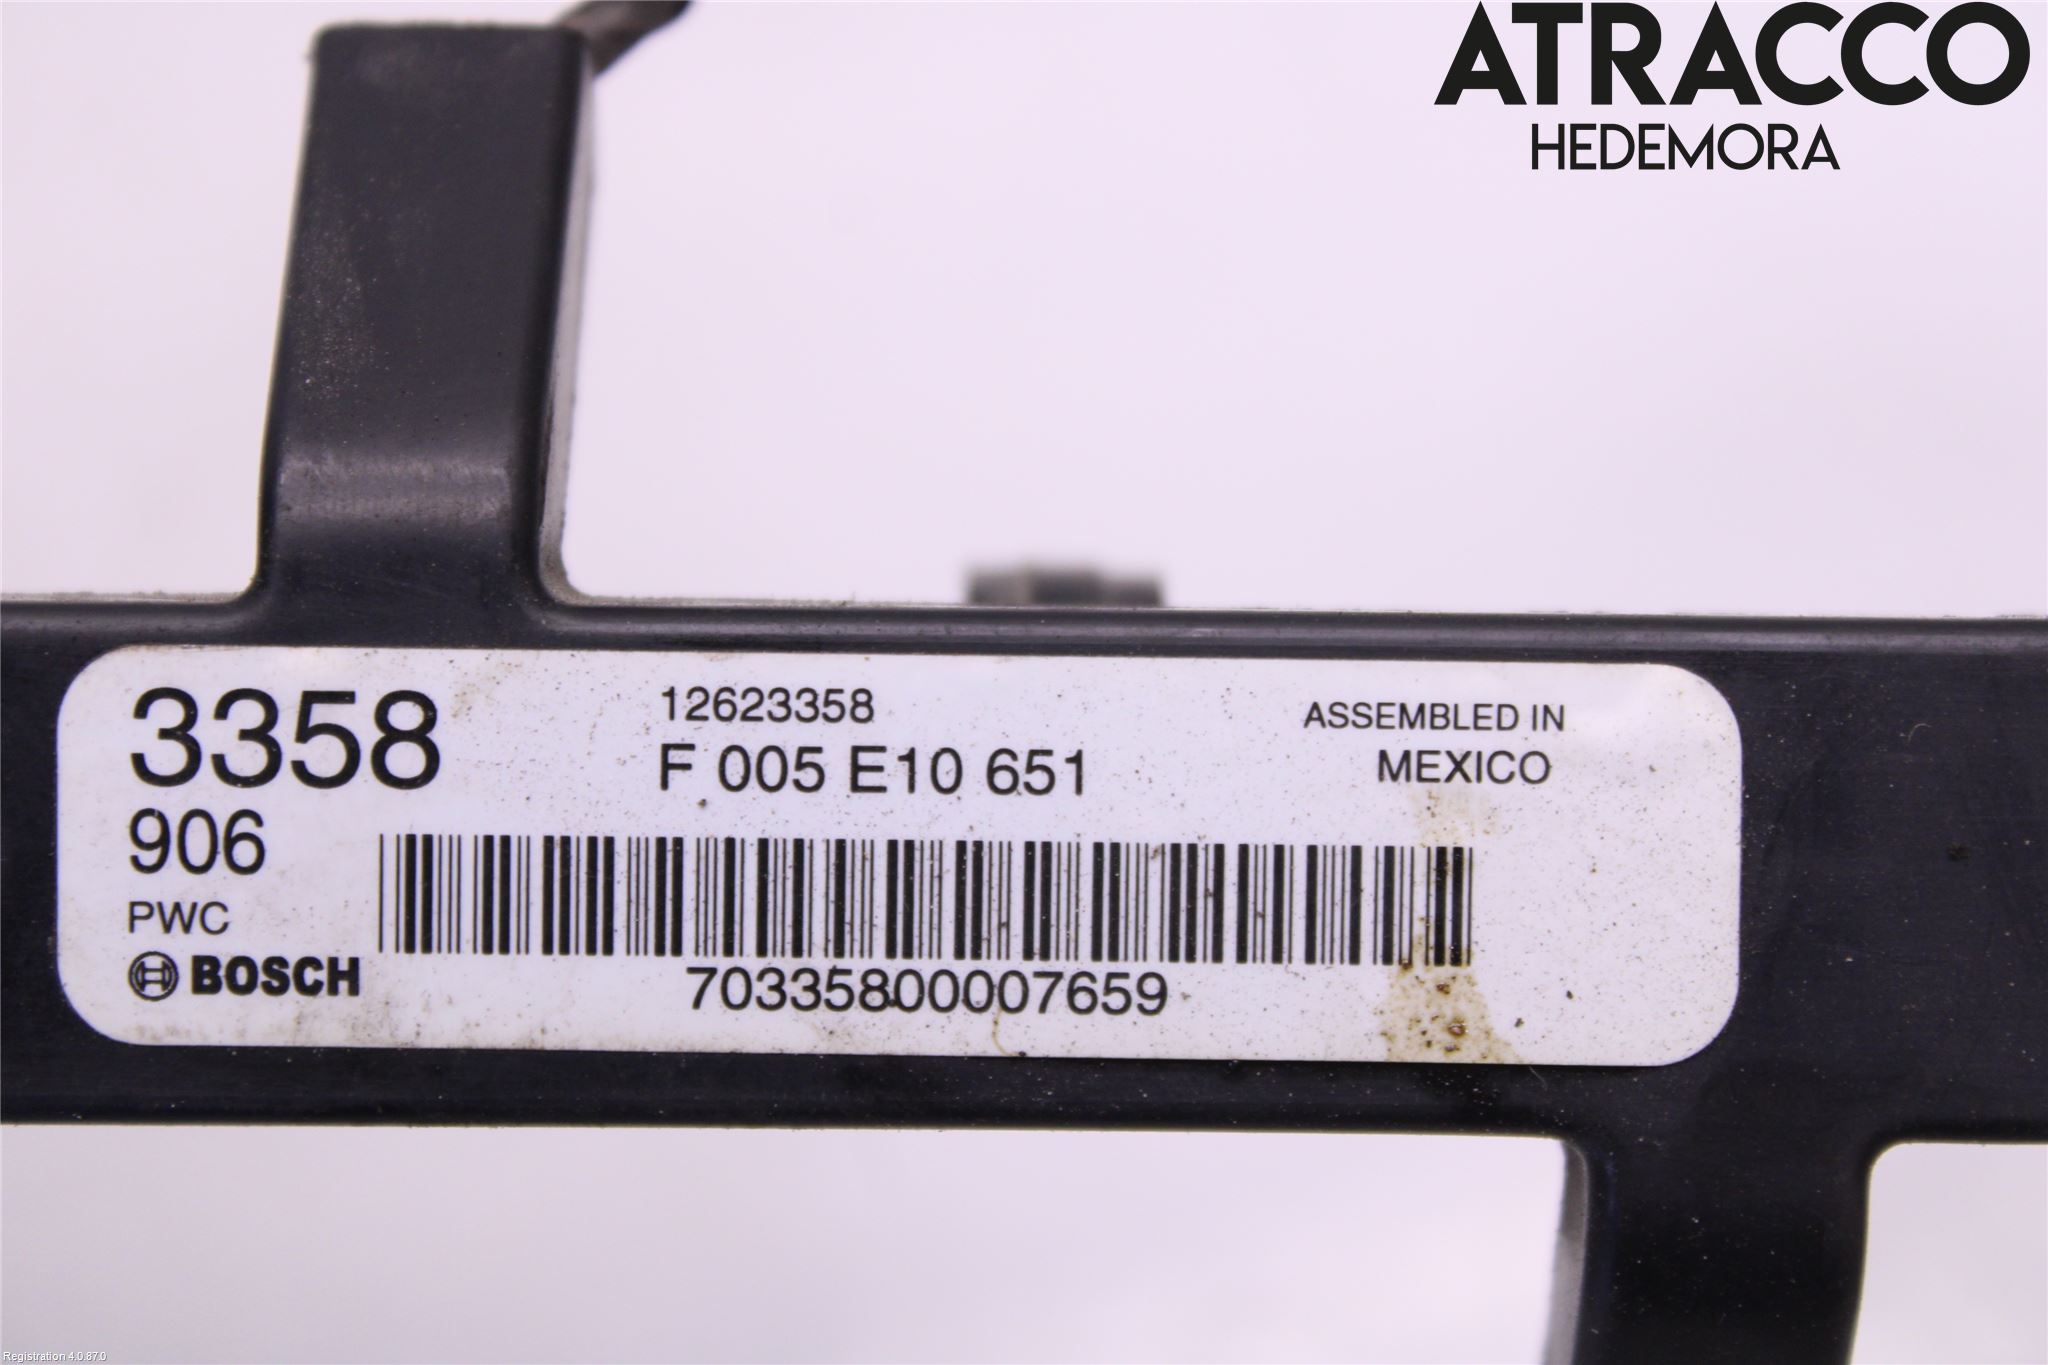 ATRACCO
HEDEMORA
3358
12623358
ASSEMBLED IN
F 005 E10 651
MEXICO
906
PWC
BOSCH
70335800007659
Registration 4.0.87.0